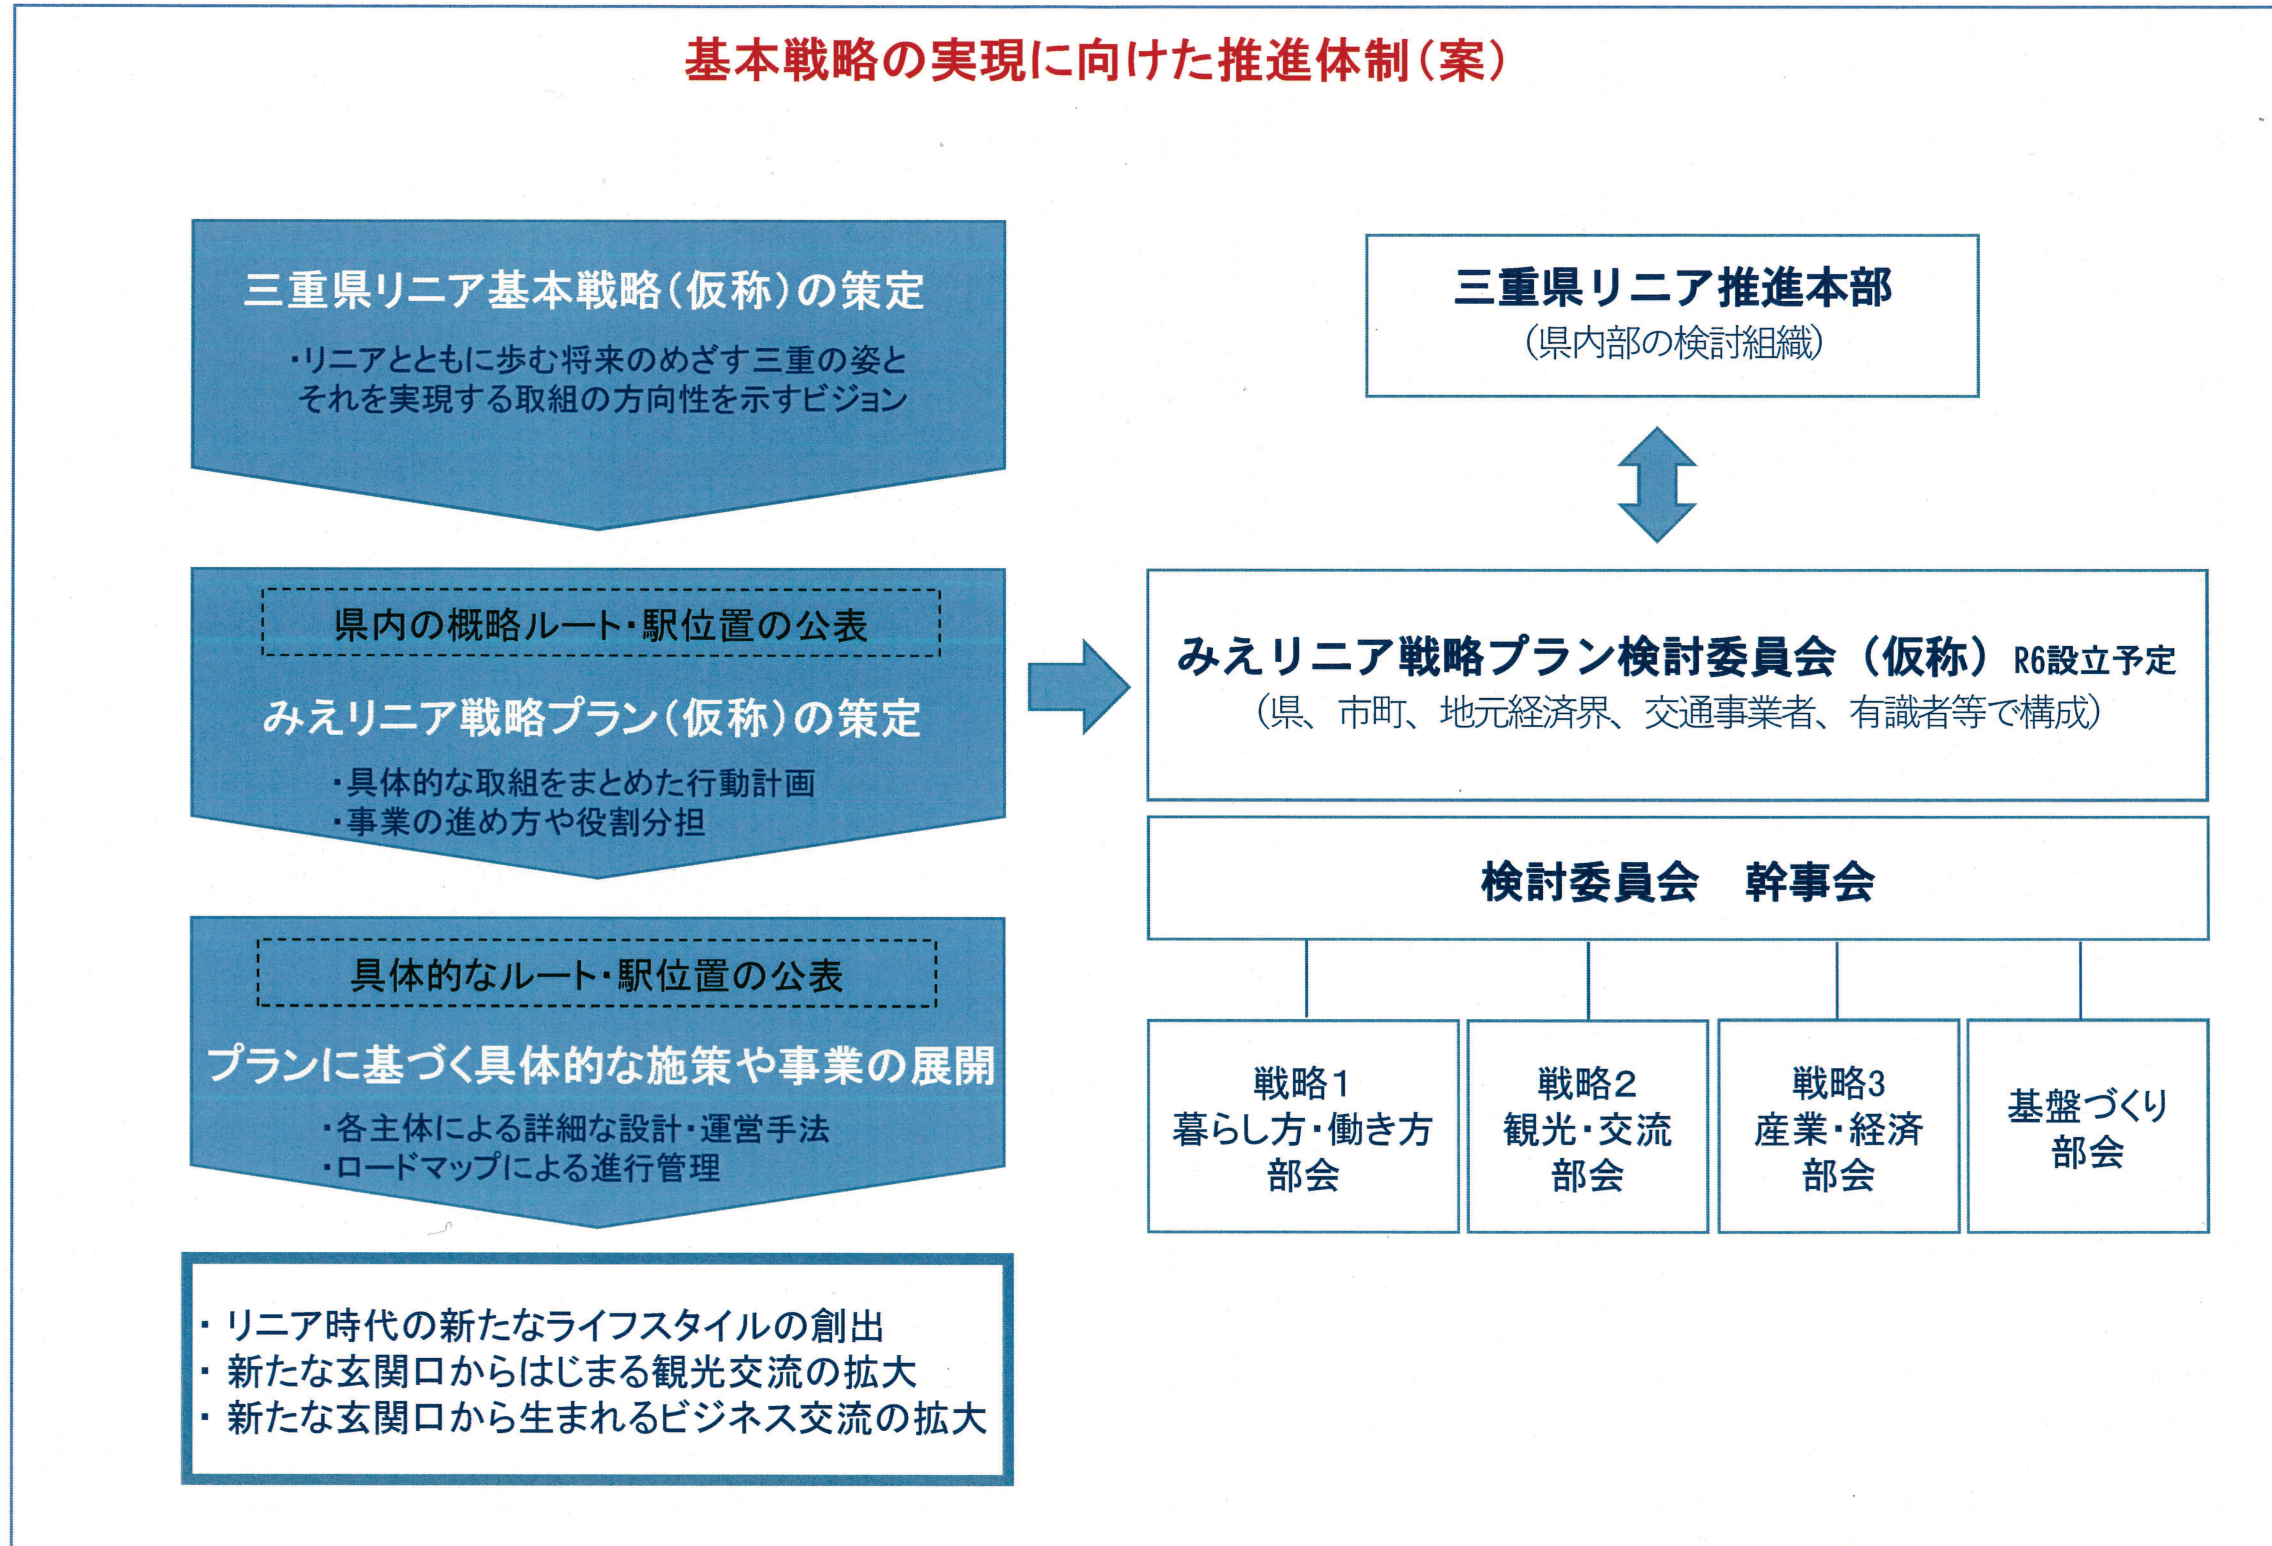 基本戦略の実現に向けた推進体制(案)
三重県リニア基本戦略(仮称)の策定
・リニアとともに歩む将来のめざす三重の姿と
それを実現する取組の方向性を示すビジョン
県内の概略ルート・駅位置の公表
みえリニア戦略プラン(仮称)の策定
・具体的な取組をまとめた行動計画
・事業の進め方や役割分担
具体的なルート・駅位置の公表
プランに基づく具体的な施策や事業の展開
・各主体による詳細な設計・運営手法
・ロードマップによる進行管理
・ リニア時代の新たなライフスタイルの創出
・ 新たな玄関口からはじまる観光交流の拡大
・ 新たな玄関口から生まれるビジネス交流の拡大
三重県リニア推進本部
(県内部の検討組織)
みえリニア戦略プラン検討委員会（仮称）R6設立予定
(県、市町、地元経済界、交通事業者、有識者等で構成)
検討委員会　幹事会
戦略1
暮らし方・働き方
部会
戦略2
観光・交流
部会
戦略3
産業・経済
部会
基盤づくり
部会